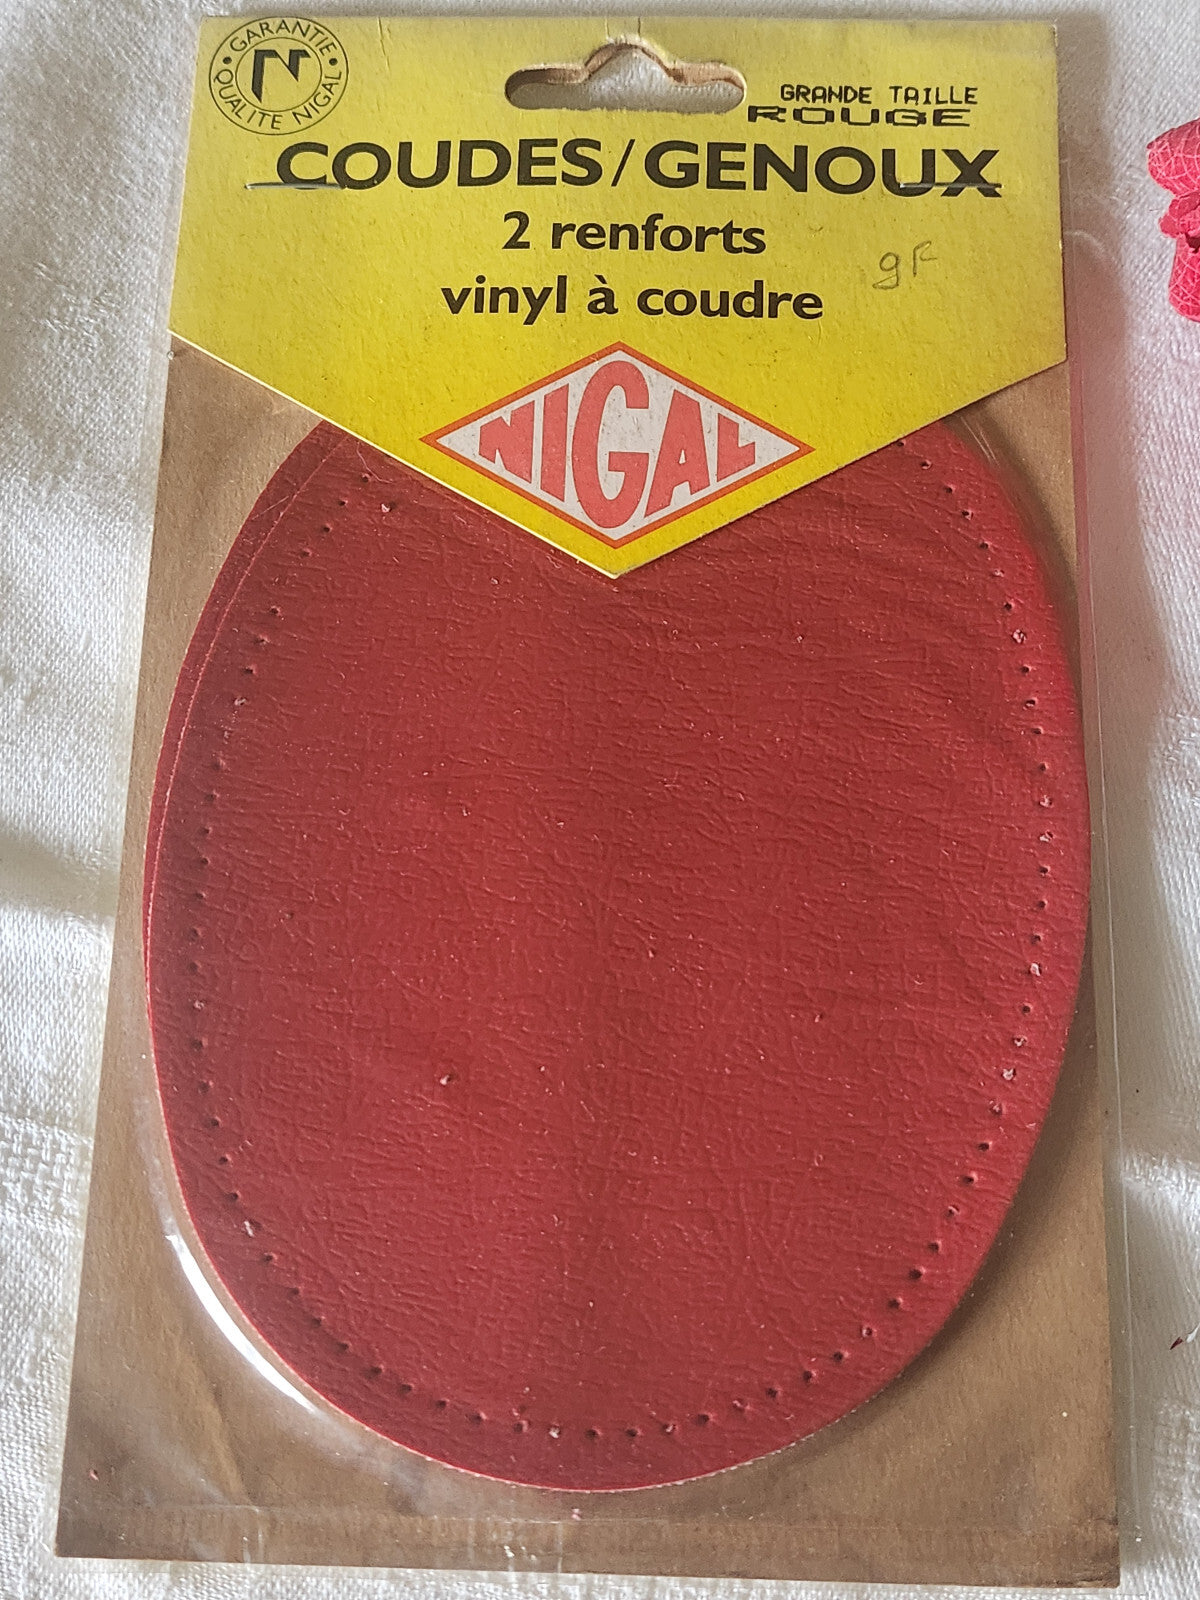 GARANTIE
N
QUALITE NIGAL
GRANDE TAILLE
ROUGE
COUDES/GENOUX
2 renforts
vinyl à coudre
9F
NIGAL